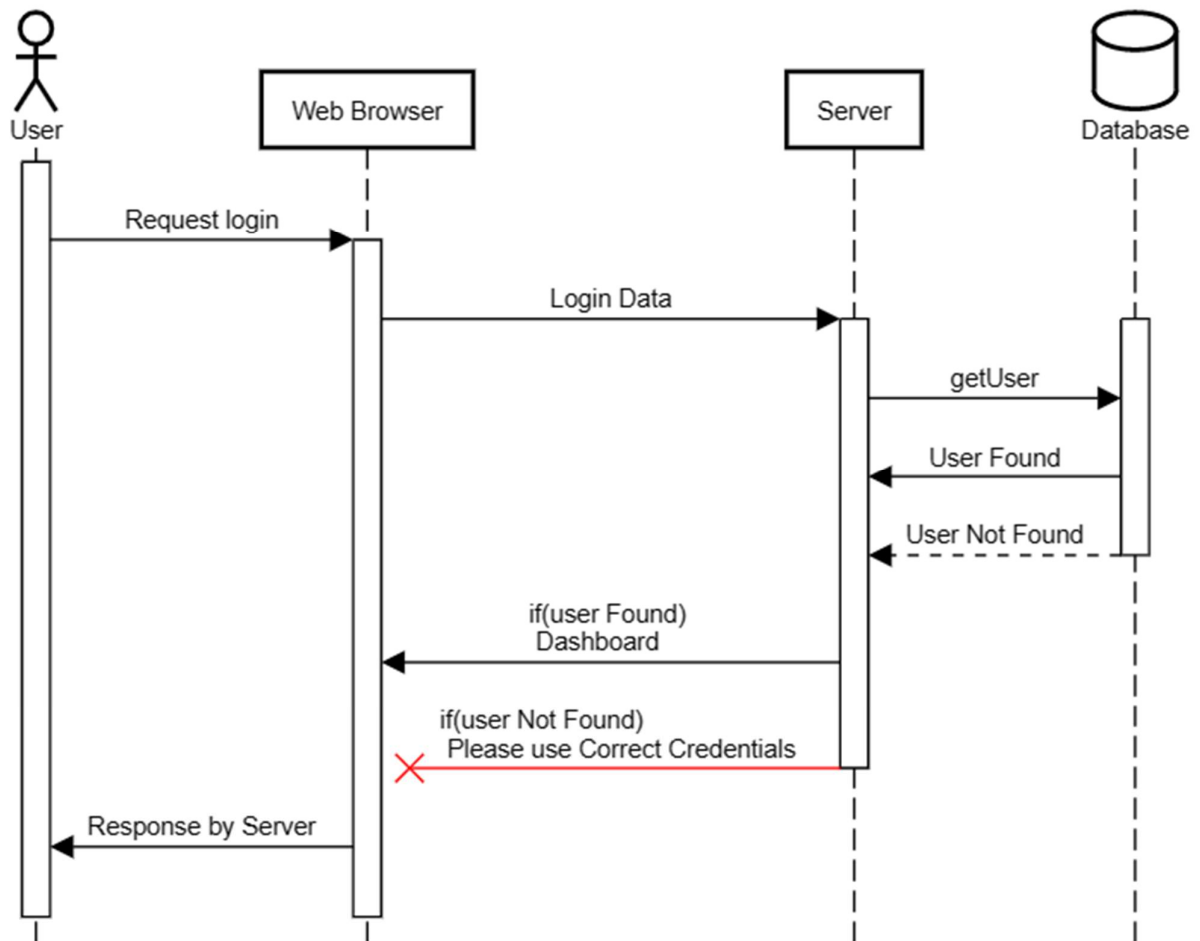 User
Web Browser
Server
Database
Request login
Login Data
getUser
User Found
User Not Found
if(user Found)
Dashboard
if(user Not Found)
Please use Correct Credentials
Response by Server